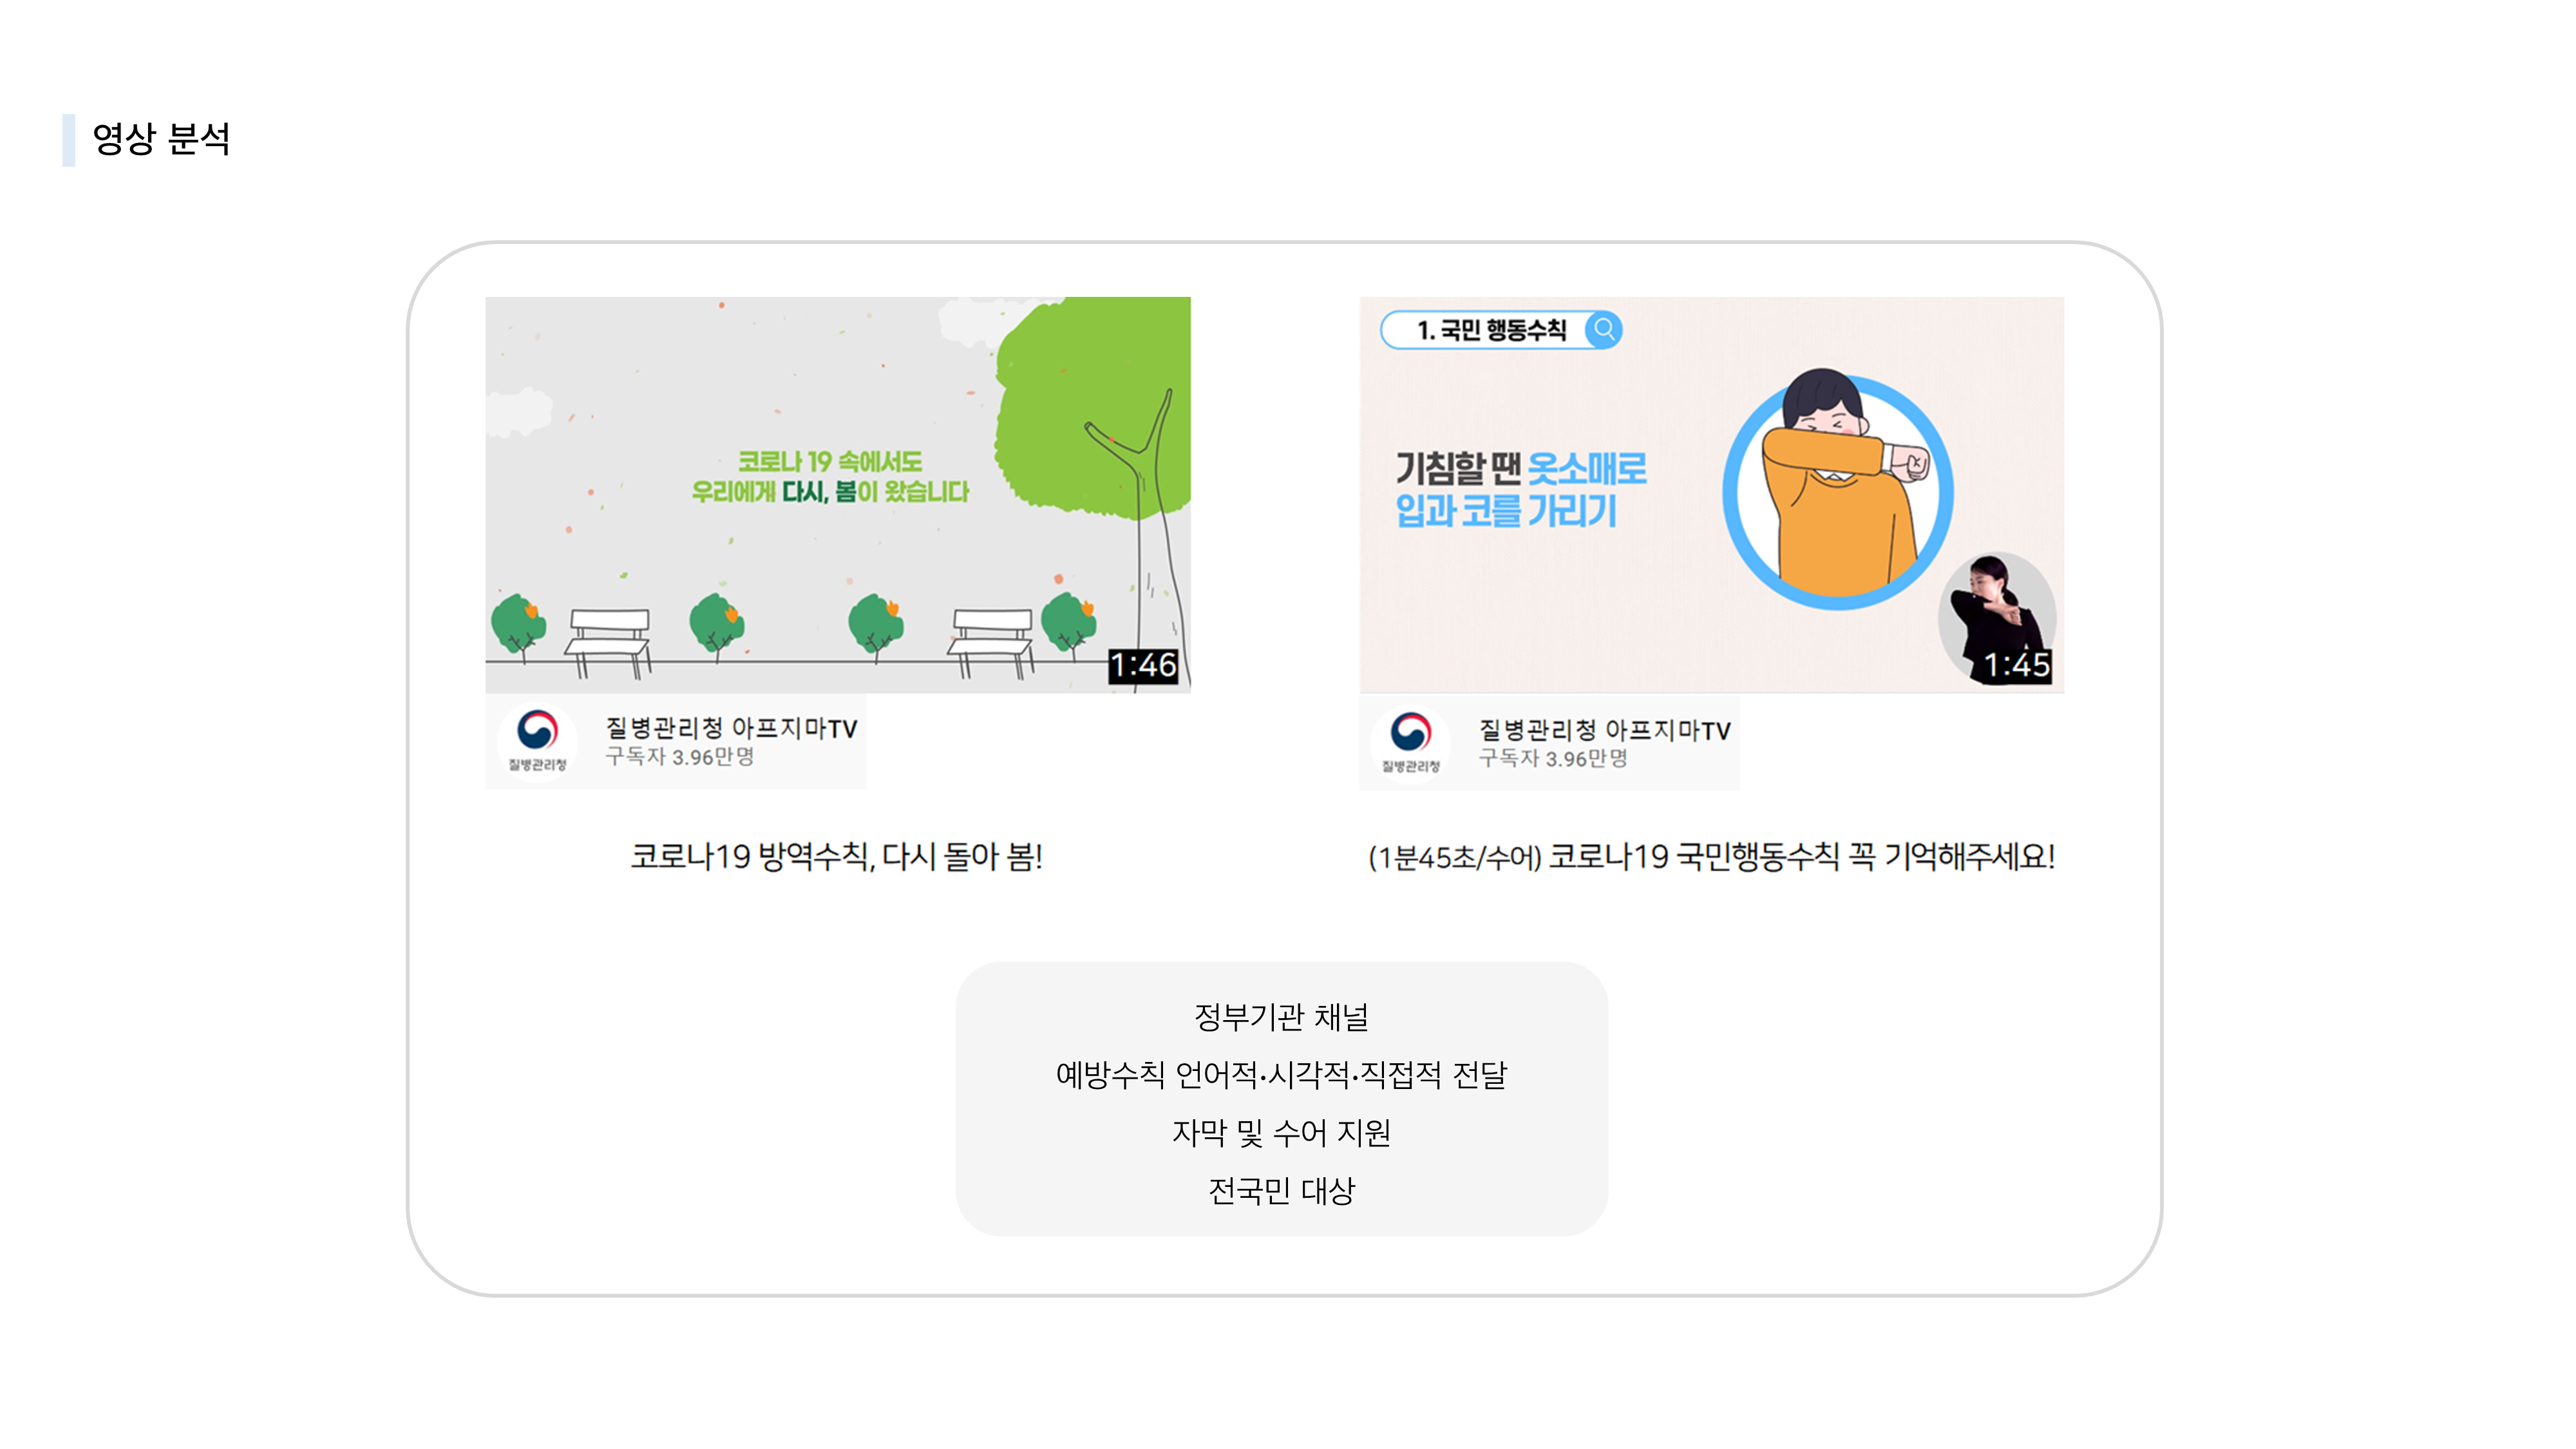 영상 분석
코로나 19 속에서도
우리에게 다시, 봄이 왔습니다
1:46
질병관리청
질병관리청 아프지마TV
구독자 3.96만명
코로나19 방역수칙, 다시 돌아 봄!
1. 국민 행동수칙
기침할 땐 옷소매로
입과 코를 가리기
1:45
질병관리청
질병관리청 아프지마TV
구독자 3.96만명
(1분45초/수어) 코로나19 국민행동수칙 꼭 기억해주세요!
정부기관 채널
예방수칙 언어적·시각적·직접적 전달
자막 및 수어 지원
전국민 대상